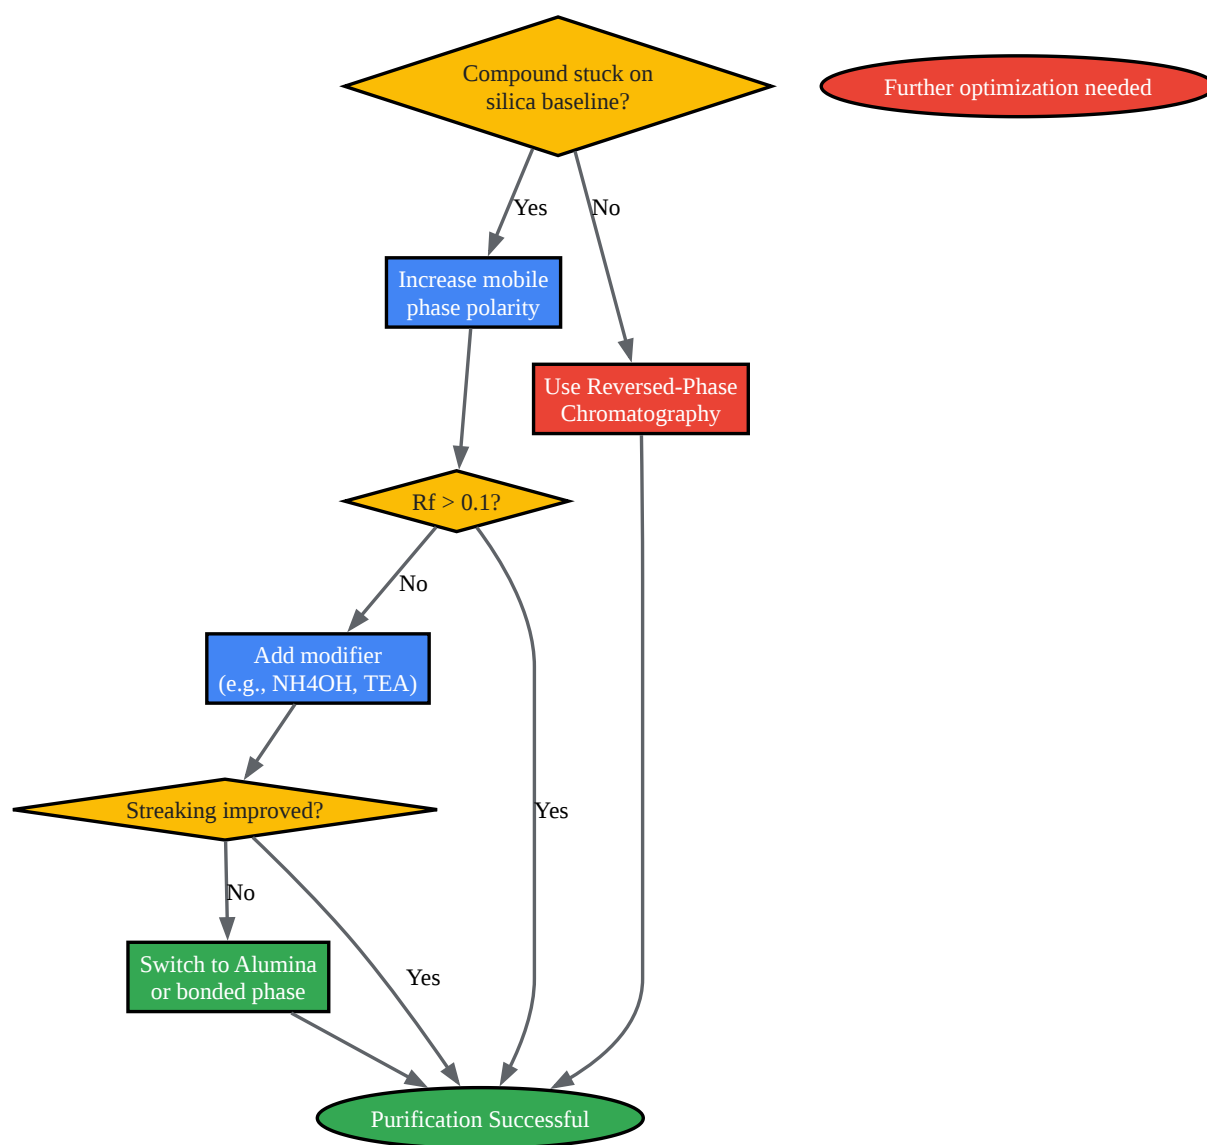 Compound stuck on
silica baseline?
Further optimization needed
Yes
No
Increase mobile
phase polarity
Use Reversed-Phase
Chromatography
Rf > 0.1?
No
Add modifier
(e.g., NH4OH, TEA)
Streaking improved?
Yes
No
Switch to Alumina
or bonded phase
Yes
Purification Successful